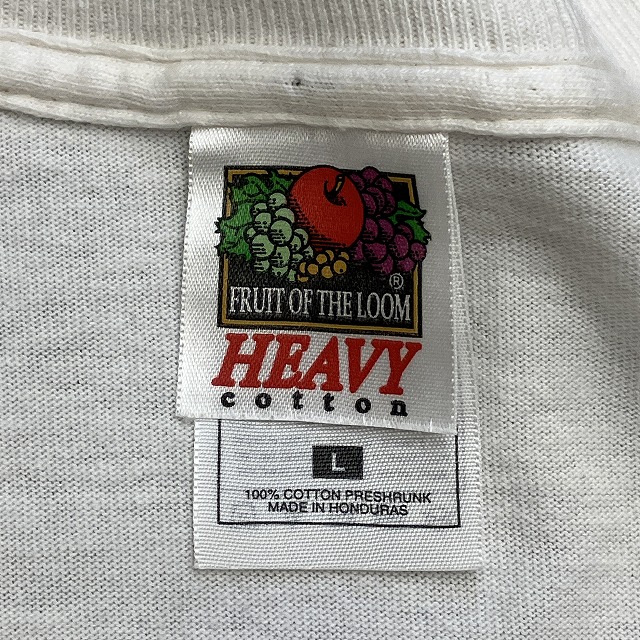 ®
FRUIT OF THE LOOM
HEAVY
cotton
L
100% COTTON PRESHRUNK
MADE IN HONDURAS